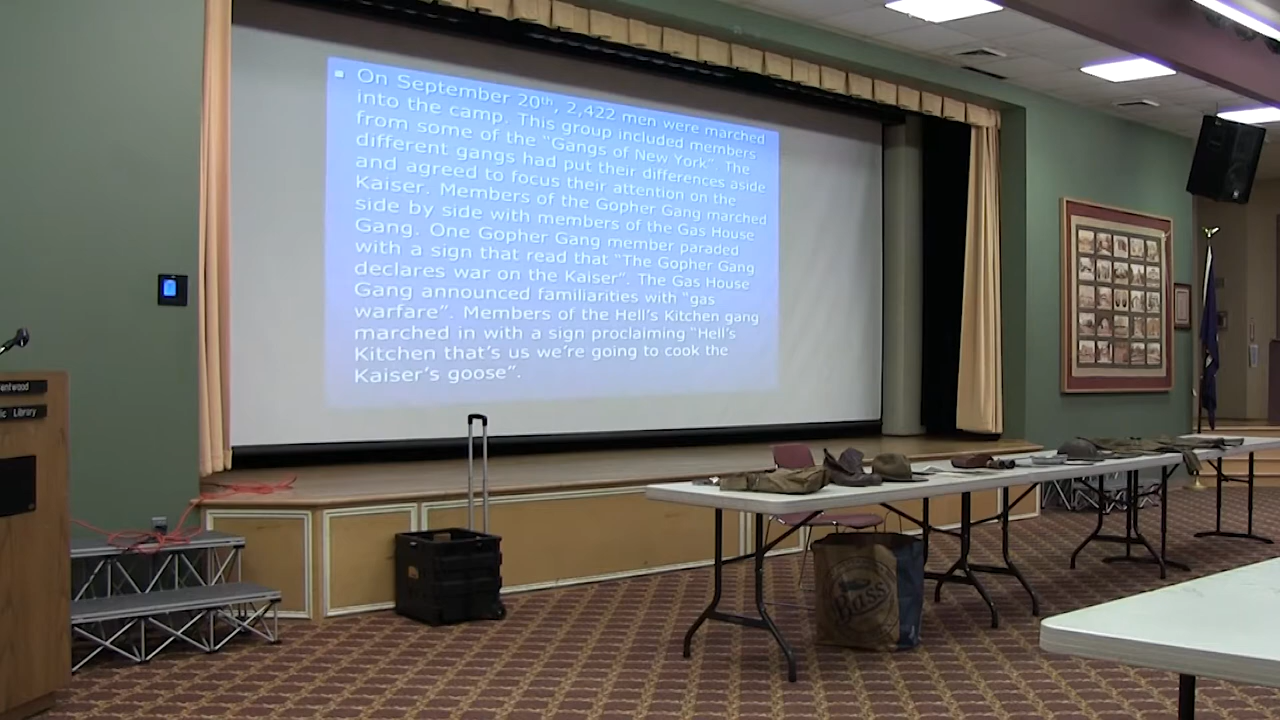 On September 20th, 2,422 men were marched
into the camp. This group included members
from some of the “Gangs of New York”. The
different gangs had put their differences aside
and agreed to focus their attention on the
Kaiser. Members of the Gopher Gang marched
side by side with members of the Gas House
Gang. One Gopher Gang member paraded
with a sign that read that “The Gopher Gang
declares war on the Kaiser”. The Gas House
Gang announced familiarities with “gas
warfare”. Members of the Hell’s Kitchen gang
marched in with a sign proclaiming “Hell’s
Kitchen that’s us we’re going to cook the
Kaiser’s goose”.
entwood
ic Library
Bass